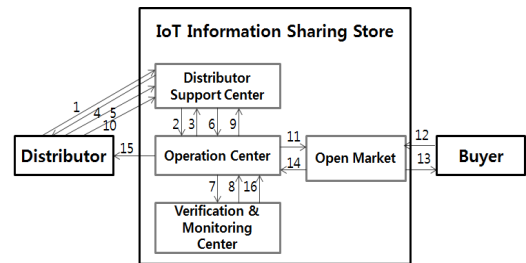 IoT Information Sharing Store
Distributor
Support Center
1
4
5
10
2
3
6
9
Distributor
15
Operation Center
11
14
Open Market
12
13
Buyer
7
8
16
Verification &
Monitoring
Center